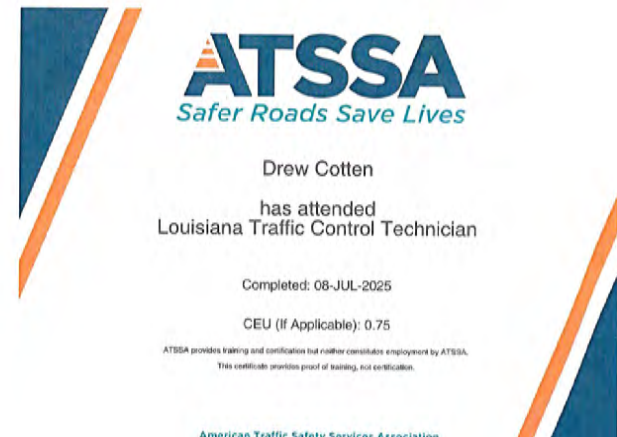 ATSSA
Safer Roads Save Lives
Drew Cotten
has attended
Louisiana Traffic Control Technician
Completed: 08-JUL-2025
CEU (If Applicable): 0.75
ATSSA provides training and certification but neither constitutes employment by ATSSA.
This certificate provides proof of training, not certification.
American Traffic Safety Services Association